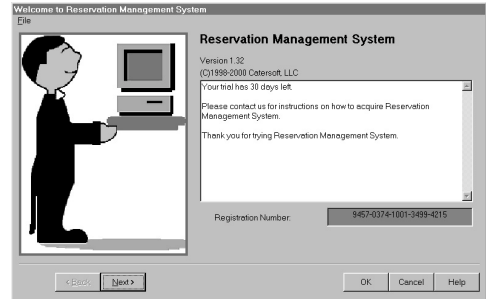 Welcome to Reservation Management System
File
Reservation Management System
Version 1.32
(C)1998-2000 Catersoft, LLC
Your trial has 30 days left.
Please contact us for instructions on how to acquire Reservation
Management System.
Thank you for trying Reservation Management System.
Registration Number:
9457-0374-1001-3499-4215
<Back
Next>
OK
Cancel
Help